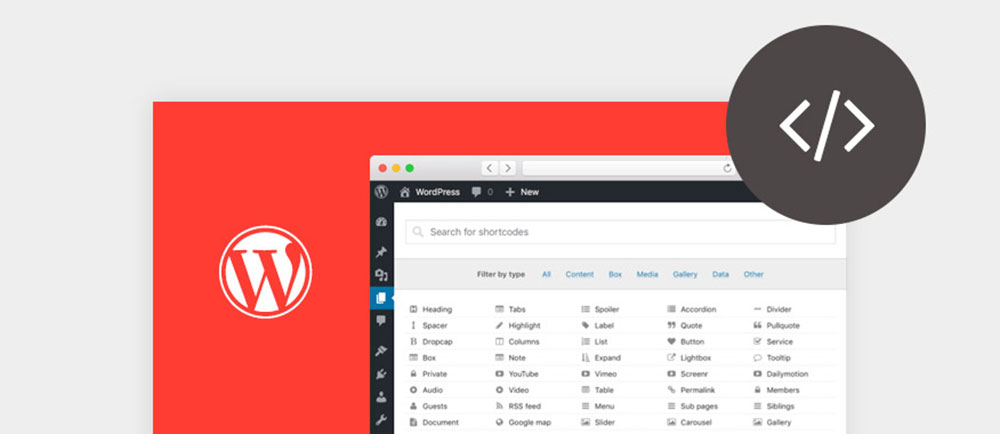 WordPress 0 New
Search for shortcodes
Filter by type All Content Box Media Gallery Data Other
Heading Tabs Spoiler Accordion Divider
Spacer Highlight Label Quote Pullquote
Dropcap Columns List Button Service
Box Note Expand Lightbox Tooltip
Private YouTube Vimeo Screenr Dailymotion
Audio Video Table Permalink Members
Guests RSS feed Menu Sub pages Siblings
Document Google map Slider Carousel Gallery